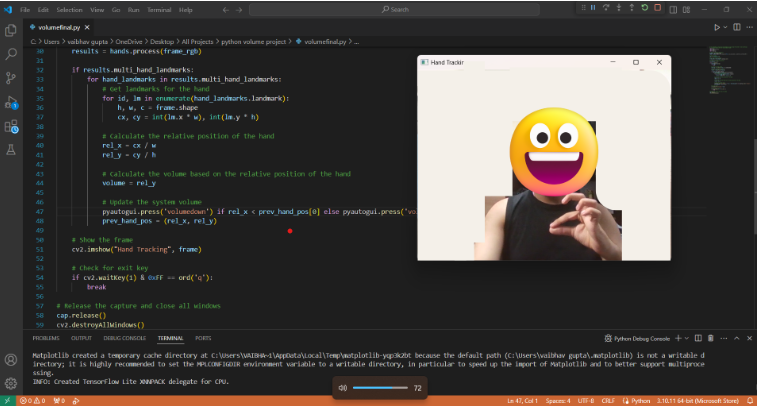 File Edit Selection View Go Run Terminal Help
Search
volumefinal.py
C: > Users > vaibhav gupta > OneDrive > Desktop > All Projects > python volume project > volumefinal.py > ...
30 results = hands.process(frame_rgb)
31
32 if results.multi_hand_landmarks:
33 for hand_landmarks in results.multi_hand_landmarks:
34 # Get landmarks for the hand
35 for id, lm in enumerate(hand_landmarks.landmark):
36 h, w, c = frame.shape
37 cx, cy = int(lm.x * w), int(lm.y * h)
38
39 # Calculate the relative position of the hand
40 rel_x = cx / w
41 rel_y = cy / h
42
43 # Calculate the volume based on the relative position of the hand
44 volume = rel_y
45
46 # Update the system volume
47 pyautogui.press('volumedown') if rel_x < prev_hand_pos[0] else pyautogui.press('vo
48 prev_hand_pos = (rel_x, rel_y)
49
50 # Show the frame
51 cv2.imshow("Hand Tracking", frame)
52
53 # Check for exit key
54 if cv2.waitKey(1) & 0xFF == ord('q'):
55 break
56
57 # Release the capture and close all windows
58 cap.release()
59 cv2.destroyAllWindows()
Hand Trackir
PROBLEMS OUTPUT DEBUG CONSOLE TERMINAL PORTS
Python Debug Console
Matplotlib created a temporary cache directory at C:\Users\VAIBHA~1\AppData\Local\Temp\matplotlib-yqp3k2bt because the default path (C:\Users\vaibhav gupta\.matplotlib) is not a writable d
irectory; it is highly recommended to set the MPLCONFIGDIR environment variable to a writable directory, in particular to speed up the import of Matplotlib and to better support multiproce
ssing.
INFO: Created TensorFlow Lite XNNPACK delegate for CPU.
72
0 0 0 Ln 47, Col 1 Spaces: 4 UTF-8 CRLF Python 3.10.11 64-bit (Microsoft Store)